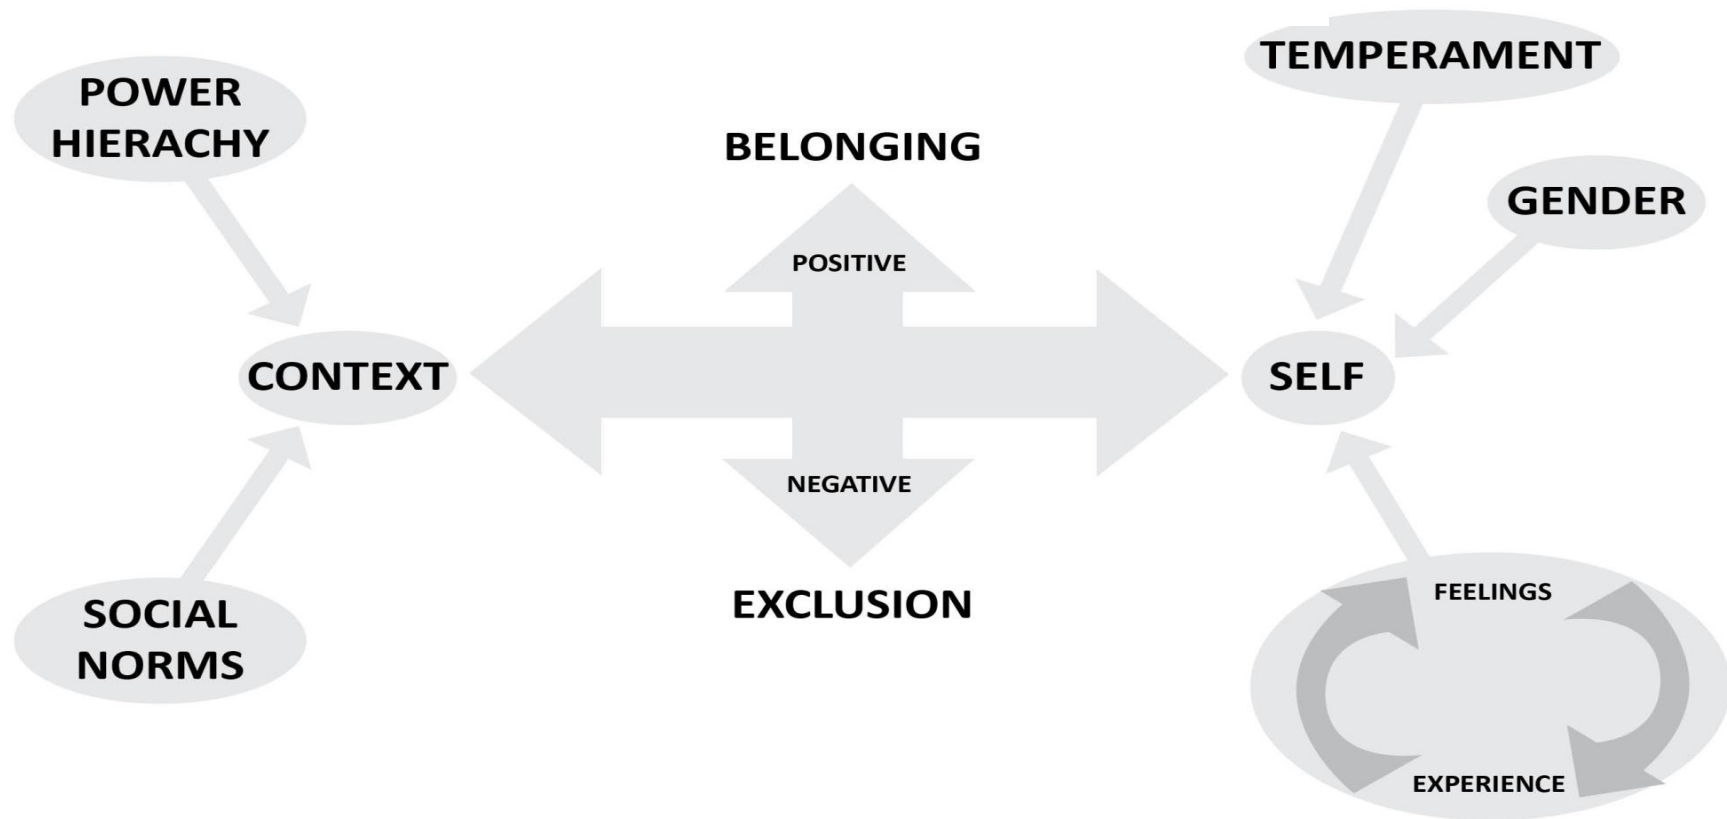 POWER
HIERACHY
TEMPERAMENT
BELONGING
GENDER
POSITIVE
CONTEXT
SELF
NEGATIVE
SOCIAL
NORMS
EXCLUSION
FEELINGS
EXPERIENCE